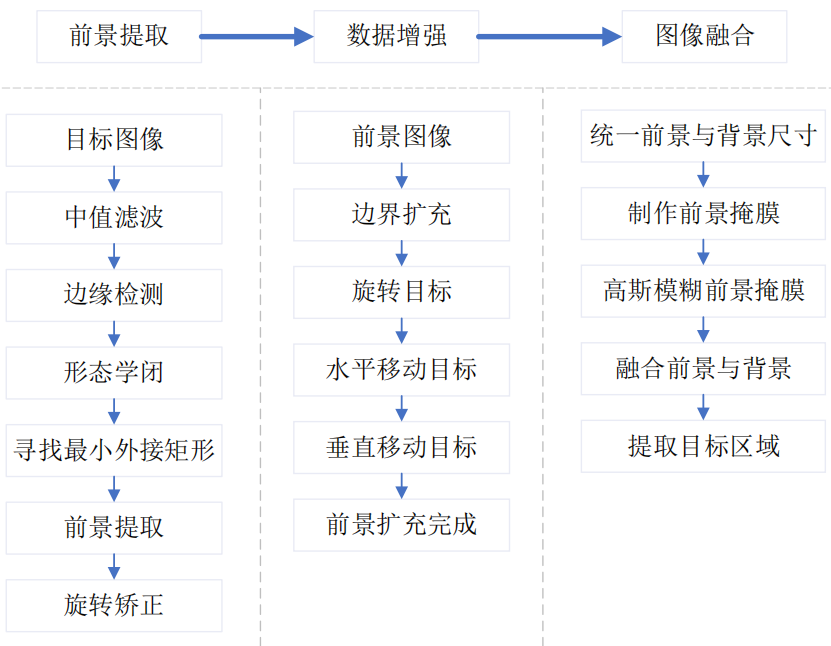 前景提取
数据增强
图像融合
目标图像
中值滤波
边缘检测
形态学闭
寻找最小外接矩形
前景提取
旋转矫正
前景图像
边界扩充
旋转目标
水平移动目标
垂直移动目标
前景扩充完成
统一前景与背景尺寸
制作前景掩膜
高斯模糊前景掩膜
融合前景与背景
提取目标区域